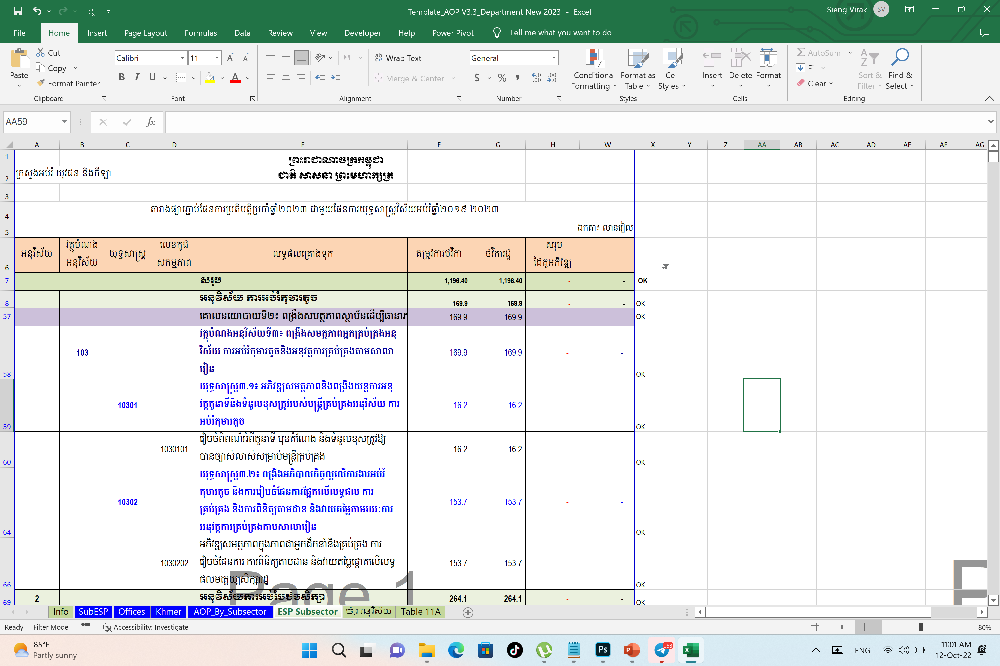 Template_AOP V3.3_Department New 2023 - Excel
Sieng Virak SV
File Home Insert Page Layout Formulas Data Review View Developer Help Power Pivot Tell me what you want to do
Paste Cut Copy Format Painter
Calibri 11
B I U
Wrap Text
Merge & Center
General
$ % ,
Conditional Formatting Format as Table Cell Styles
Insert Delete Format
AutoSum Fill Clear
Sort & Filter Find & Select
Clipboard Font Alignment Number Styles Cells Editing
AA59 fx
A B C D E F G H W X Y Z AA AB AC AD AE AF AG
1 ព្រះរាជាណាចក្រកម្ពុជា
2 ក្រសួងអប់រំ យុវជន និងកីឡា ជាតិ សាសនា ព្រះមហាក្សត្រ
3
4 តារាងផ្សារភ្ជាប់ផែនការប្រតិបត្តិប្រចាំឆ្នាំ២០២៣ ជាមួយផែនការយុទ្ធសាស្ត្រវិស័យអប់រំឆ្នាំ២០១៩-២០២៣
5 ឯកតា៖ លានរៀល
6 អនុវិស័យ វត្ថុបំណងអនុវិស័យ យុទ្ធសាស្ត្រ លេខកូដសកម្មភាព លទ្ធផលគ្រោងទុក តម្រូវការថវិកា ថវិការដ្ឋ សរុបដៃគូអភិវឌ្ឍ
7 សរុប 1,196.40 1,196.40 - - OK
8 អនុវិស័យ ការអប់រំកុមារតូច 169.9 169.9 - - OK
57 គោលនយោបាយទី២៖ ពង្រឹងសមត្ថភាពស្ថាប័នដើម្បីធានាភ 169.9 169.9 - - OK
វត្ថុបំណងអនុវិស័យទី៣៖ ពង្រឹងសមត្ថភាពអ្នកគ្រប់គ្រងអនុ
វិស័យ ការអប់រំកុមារតូចនិងអនុវត្តការគ្រប់គ្រងតាមសាលា
រៀន
58 103 169.9 169.9 - - OK
យុទ្ធសាស្ត្រ៣.១៖ អភិវឌ្ឍសមត្ថភាពនិងពង្រឹងយន្តការអនុ
វត្តតួនាទីនិងទំនួលខុសត្រូវរបស់មន្ត្រីគ្រប់គ្រងអនុវិស័យ ការ
អប់រំកុមារតូច
59 10301 16.2 16.2 - - OK
រៀបចំពិពណ៌អំពីតួនាទី មុខតំណែង និងទំនួលខុសត្រូវឱ្យ
បានច្បាស់លាស់សម្រាប់មន្ត្រីគ្រប់គ្រង
60 1030101 16.2 16.2 - - OK
យុទ្ធសាស្ត្រ៣.២៖ ពង្រឹងអភិបាលកិច្ចល្អលើការងារអប់រំ
កុមារតូច និងការរៀបចំផែនការផ្អែកលើលទ្ធផល ការ
គ្រប់គ្រង និងការពិនិត្យតាមដាន និងវាយតម្លៃតាមរយៈការ
អនុវត្តការគ្រប់គ្រងតាមសាលារៀន
64 10302 153.7 153.7 - - OK
អភិវឌ្ឍសមត្ថភាពក្នុងភាពជាអ្នកដឹកនាំនិងគ្រប់គ្រង ការ
រៀបចំផែនការ ការពិនិត្យតាមដាន និងវាយតម្លៃផ្តោតលើលទ្ធ
ផលមត្តេយ្យសិក្សារដ្ឋ
66 1030202 153.7 153.7 - - OK
69 2 អនុវិស័យការអប់រំបឋមសិក្សា 264.1 264.1 - - OK
Page 1
Info SubESP Offices Khmer AOP_By_Subsector ESP Subsector ចំ.អនុវិស័យ Table 11A
Ready Filter Mode Accessibility: Investigate 80%
85°F
Partly sunny
Ps P ..63 X
ENG 11:01 AM
12-Oct-22